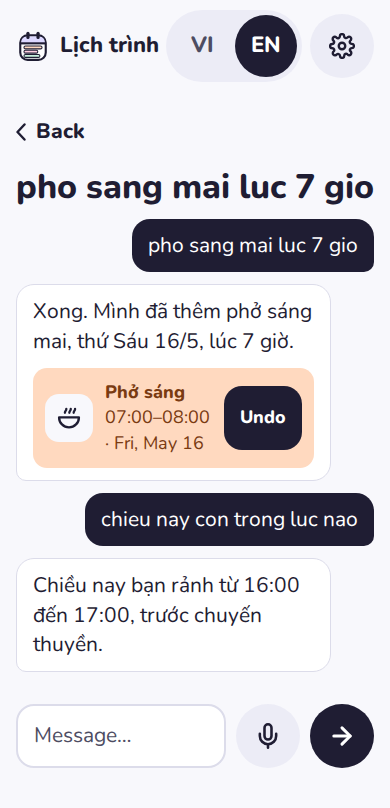 Lịch trình
VI
EN
Back
pho sang mai luc 7 gio
pho sang mai luc 7 gio
Xong. Mình đã thêm phở sáng
mai, thứ Sáu 16/5, lúc 7 giờ.
Phở sáng
07:00–08:00
· Fri, May 16
Undo
chieu nay con trong luc nao
Chiều nay bạn rảnh từ 16:00
đến 17:00, trước chuyến
thuyền.
Message...